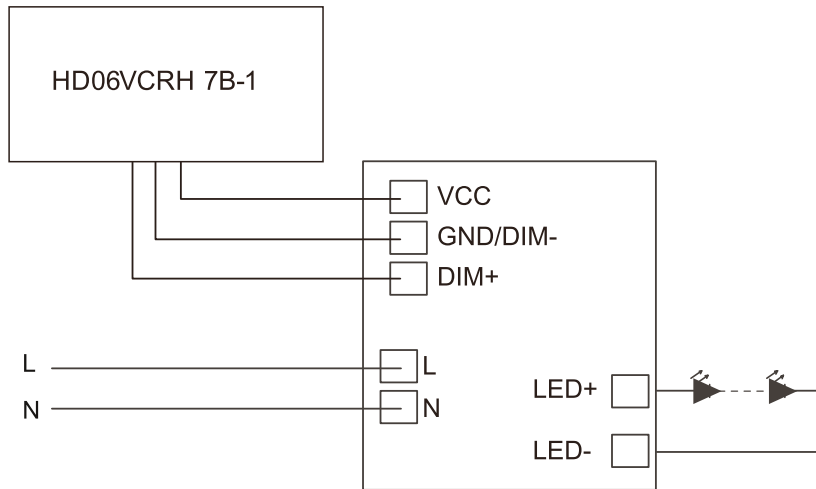 HD06VCRH 7B-1
VCC
GND/DIM-
DIM+
L
L
N
N
LED+
LED-